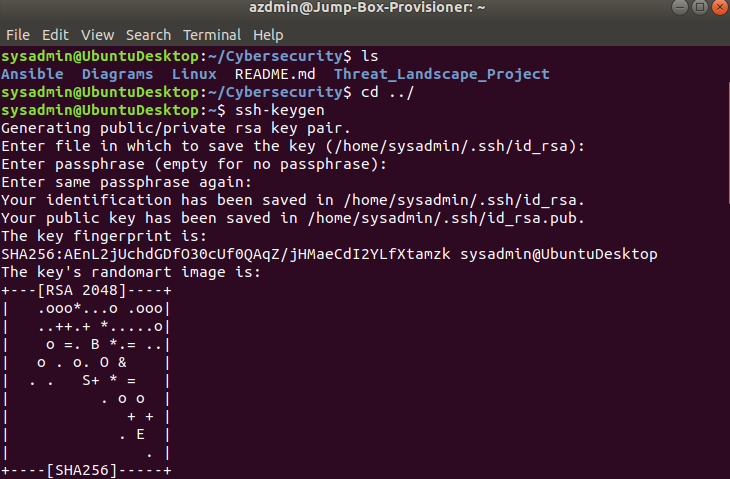 azdmin@Jump-Box-Provisioner: ~
File Edit View Search Terminal Help
sysadmin@UbuntuDesktop:~/Cybersecurity$ ls
Ansible  Diagrams  Linux  README.md  Threat_Landscape_Project
sysadmin@UbuntuDesktop:~/Cybersecurity$ cd ../
sysadmin@UbuntuDesktop:~$ ssh-keygen
Generating public/private rsa key pair.
Enter file in which to save the key (/home/sysadmin/.ssh/id_rsa):
Enter passphrase (empty for no passphrase):
Enter same passphrase again:
Your identification has been saved in /home/sysadmin/.ssh/id_rsa.
Your public key has been saved in /home/sysadmin/.ssh/id_rsa.pub.
The key fingerprint is:
SHA256:AEnL2jUchdGDfO30cUf0QAqZ/jHMaeCdI2YLfXtamzk sysadmin@UbuntuDesktop
The key's randomart image is:
+---[RSA 2048]----+
|   .ooo*...o .ooo|
|   ..++.+ *.....o|
|    o =. B *.= ..|
|   o . o. O &    |
|  . .   S+ * =   |
|          . o o  |
|             + + |
|            . E  |
|               . |
+----[SHA256]-----+